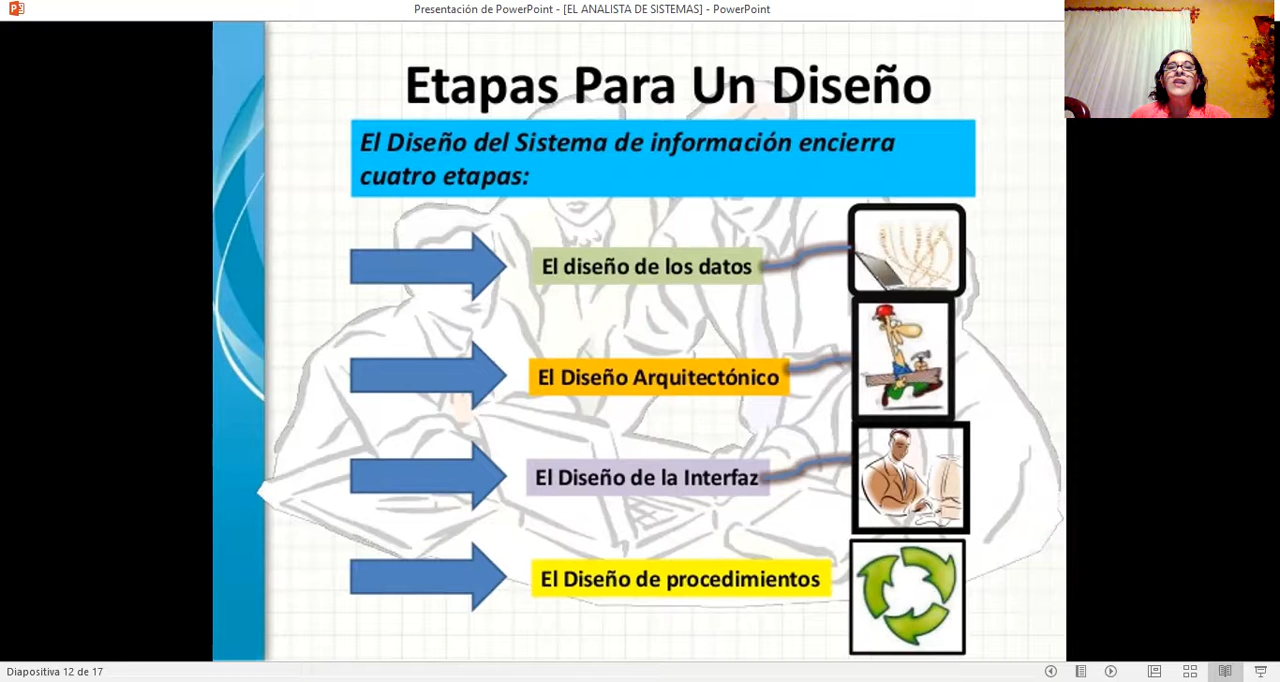 Presentación de PowerPoint - [EL ANALISTA DE SISTEMAS] - PowerPoint
Etapas Para Un Diseño
El Diseño del Sistema de información encierra
cuatro etapas:
El diseño de los datos
El Diseño Arquitectónico
El Diseño de la Interfaz
El Diseño de procedimientos
Diapositiva 12 de 17